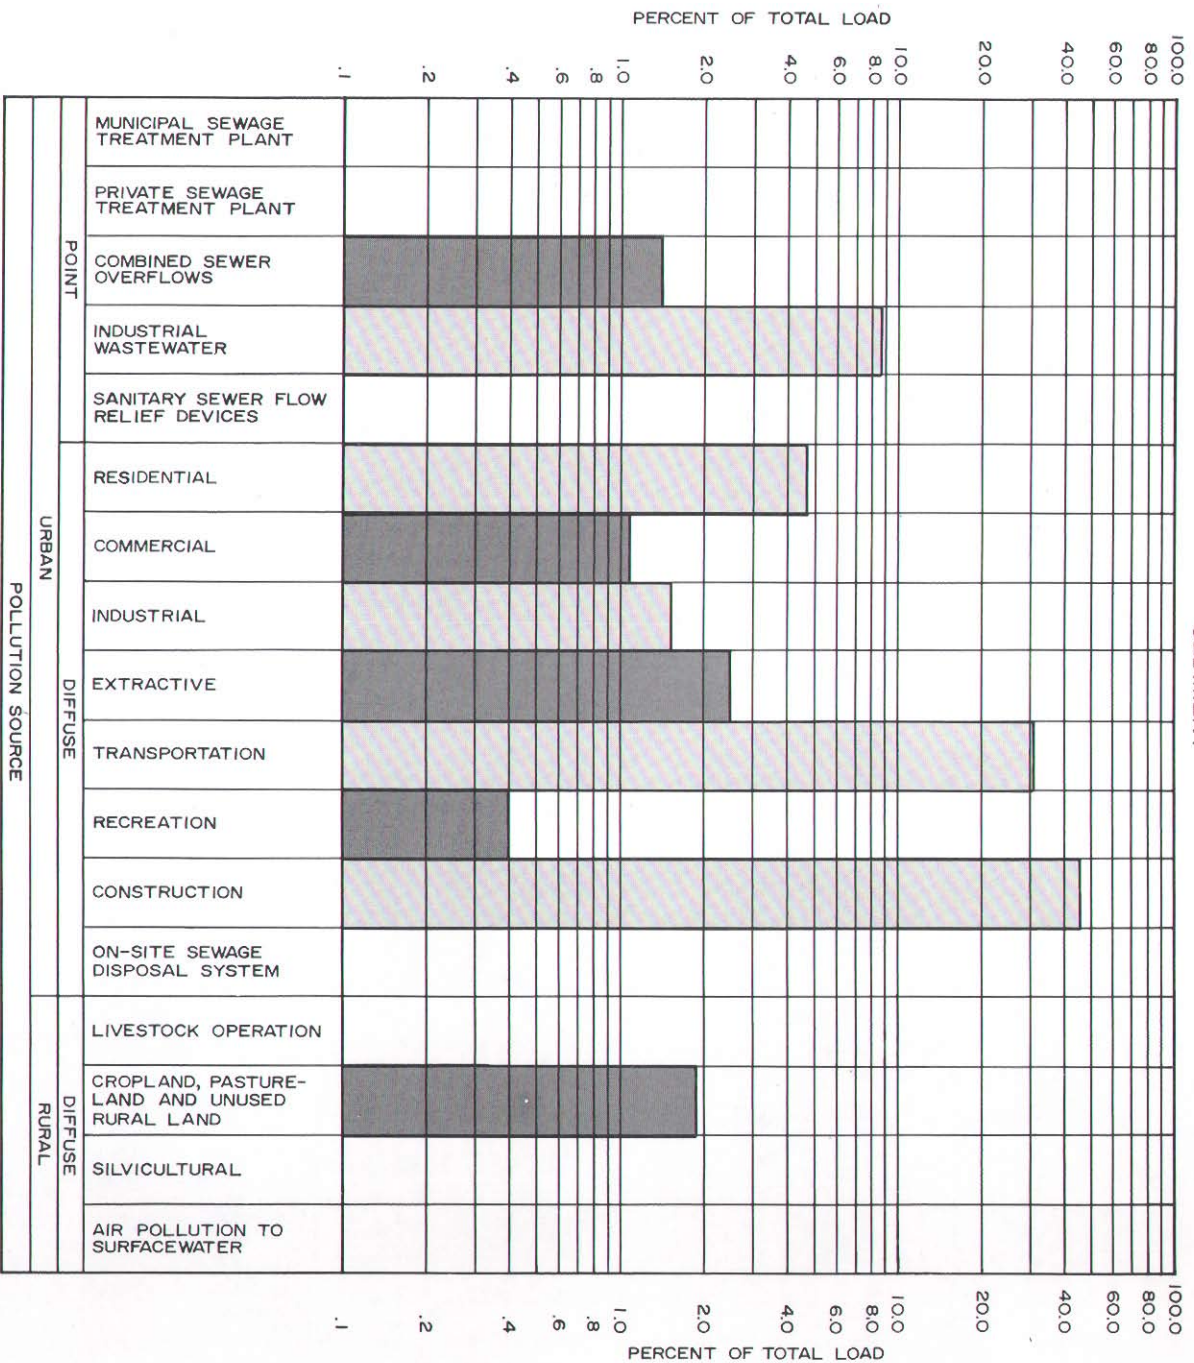 PERCENT OF TOTAL LOAD
.1
.2
.4
.6
.8
1.0
2.0
4.0
6.0
8.0
10.0
20.0
40.0
60.0
80.0
100.0
POLLUTION SOURCE
URBAN
POINT
MUNICIPAL SEWAGE
TREATMENT PLANT
PRIVATE SEWAGE
TREATMENT PLANT
COMBINED SEWER
OVERFLOWS
INDUSTRIAL
WASTEWATER
SANITARY SEWER FLOW
RELIEF DEVICES
DIFFUSE
RESIDENTIAL
COMMERCIAL
INDUSTRIAL
EXTRACTIVE
TRANSPORTATION
RECREATION
CONSTRUCTION
ON-SITE SEWAGE
DISPOSAL SYSTEM
RURAL
DIFFUSE
LIVESTOCK OPERATION
CROPLAND, PASTURE-
LAND AND UNUSED
RURAL LAND
SILVICULTURAL
AIR POLLUTION TO
SURFACEWATER
.1
.2
.4
.6
.8
1.0
2.0
4.0
6.0
8.0
10.0
20.0
40.0
60.0
80.0
100.0
PERCENT OF TOTAL LOAD